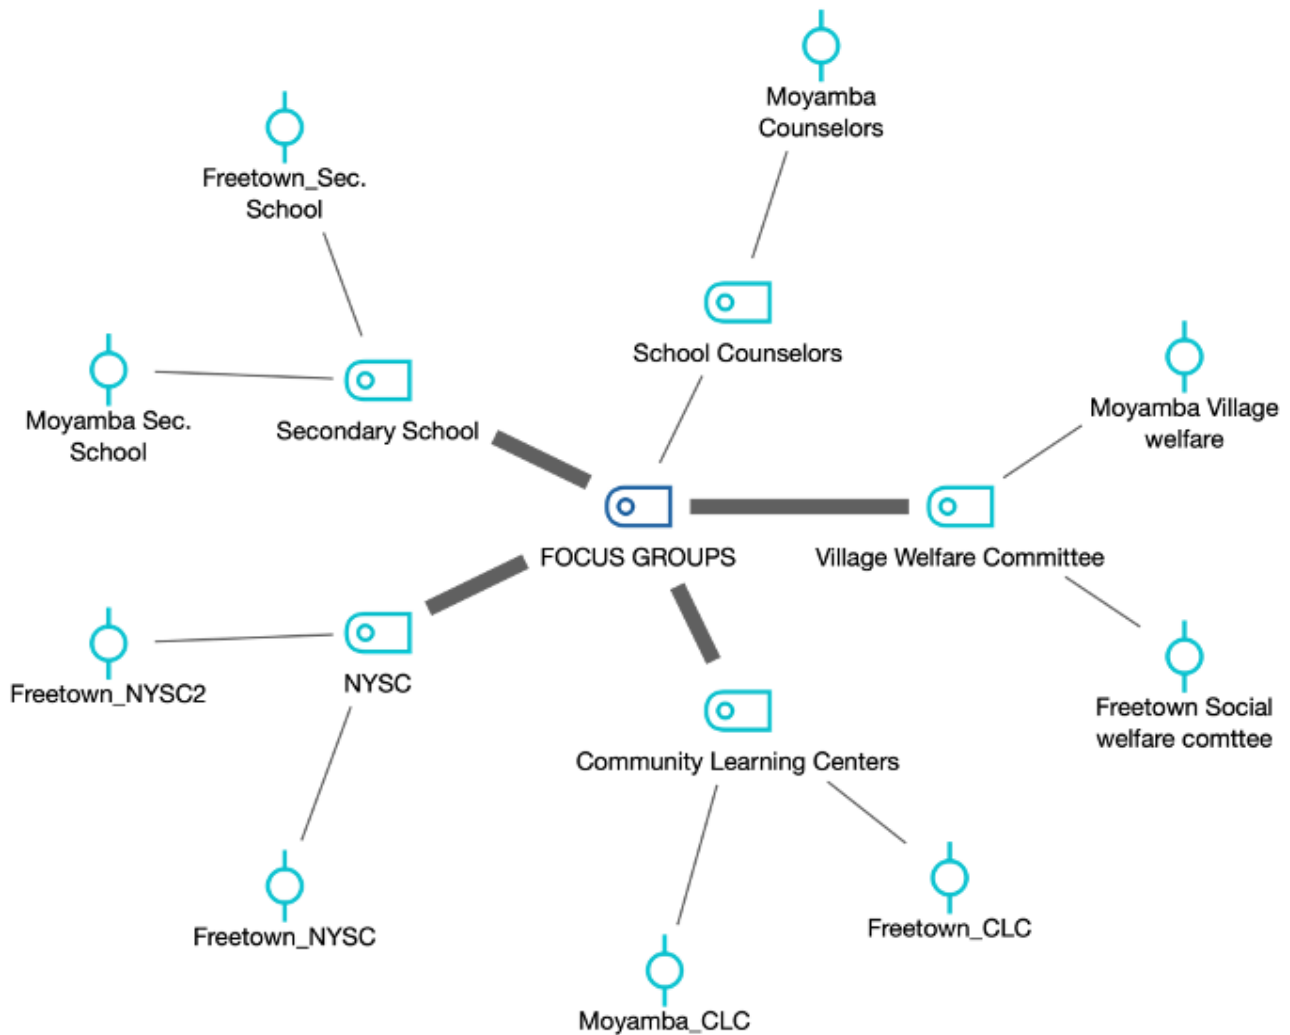 Moyamba
Counselors
Freetown_Sec.
School
School Counselors
Moyamba Sec.
School
Secondary School
Moyamba Village
welfare
FOCUS GROUPS
Village Welfare Committee
Freetown_NYSC2
NYSC
Freetown Social
welfare comttee
Community Learning Centers
Freetown_NYSC
Freetown_CLC
Moyamba_CLC